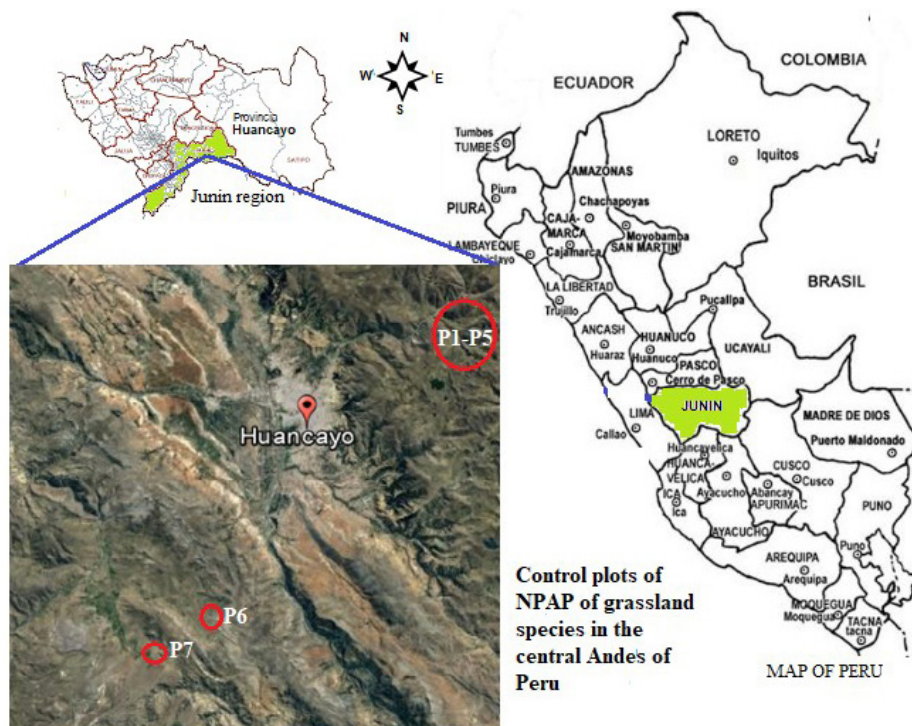 N
W
E
S
YAULI
JAUJA
SATIPO
Provincia
Huancayo
Junin region
P1-P5
Huancayo
P6
P7
COLOMBIA
ECUADOR
Tumbes
TUMBES
LORETO
Iquitos
AMAZONAS
Piura
PIURA
Chachapoyas
CAJA-
MARCA
Moyobamba
SAN MARTIN
LAMBAYEQUE
Chiclayo
Cajamarca
LA LIBERTAD
Trujillo
BRASIL
Pucallpa
ANCASH
Huaraz
HUANUCO
Huanuco
UCAYALI
PASCO
Cerro de Pasco
LIMA
JUNIN
Callao
MADRE DE DIOS
Puerto Maldonado
Huancayelica
HUANCA-
VELICA
CUSCO
Cusco
ICA
Ica
Ayacucho
Abancay
APURIMAC
PUNO
AYACUCHO
Puno
AREQUIPA
Arequipa
MOQUEGUA
Moquegua
TACNA
tacna
Control plots of
NPAP of grassland
species in the
central Andes of
Peru
MAP OF PERU